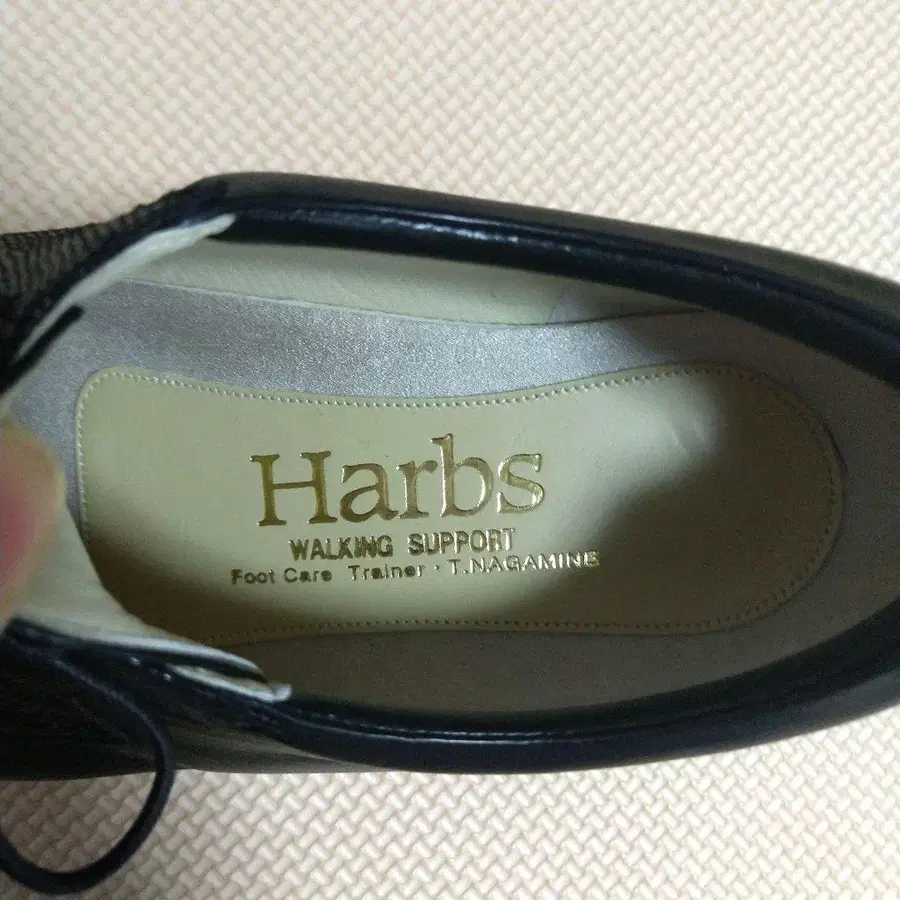 Harbs
WALKING SUPPORT
Foot Care Trainer · T.NAGAMINE